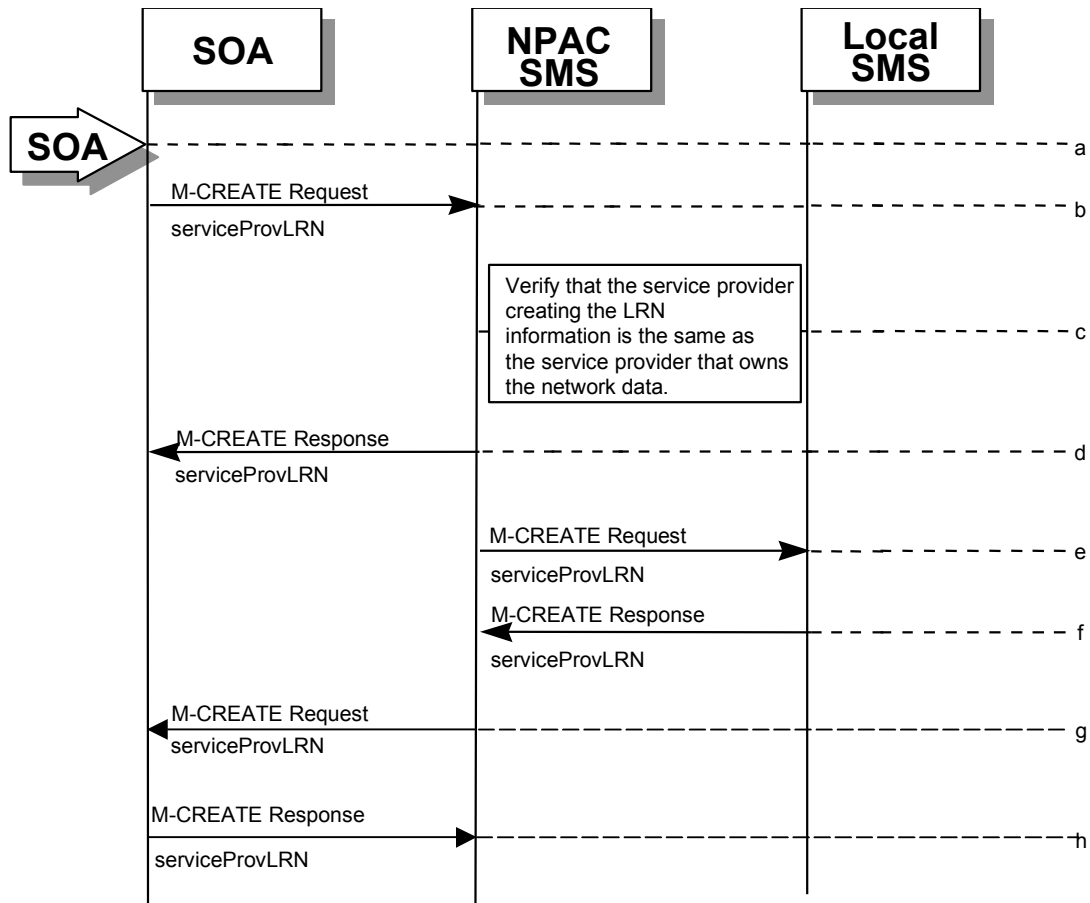 SOA
NPAC
SMS
Local
SMS
SOA
a
M-CREATE Request
b
serviceProvLRN
Verify that the service provider
creating the LRN
information is the same as
the service provider that owns
the network data.
c
M-CREATE Response
d
serviceProvLRN
M-CREATE Request
e
serviceProvLRN
M-CREATE Response
f
serviceProvLRN
M-CREATE Request
g
serviceProvLRN
M-CREATE Response
h
serviceProvLRN